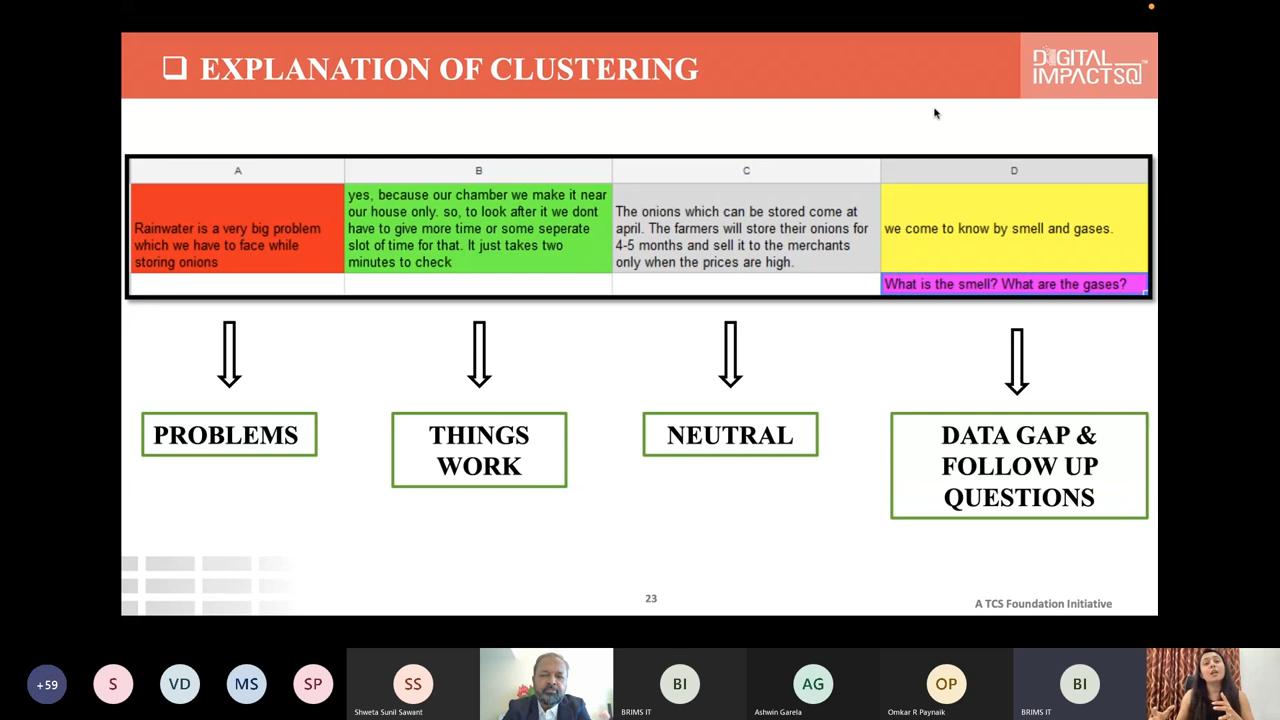 ❑ EXPLANATION OF CLUSTERING
DIGITAL
IMPACTSQ
TM
A
B
C
D
Rainwater is a very big problem
which we have to face while
storing onions
yes, because our chamber we make it near
our house only. so, to look after it we dont
have to give more time or some seperate
slot of time for that. It just takes two
minutes to check
The onions which can be stored come at
april. The farmers will store their onions for
4-5 months and sell it to the merchants
only when the prices are high.
we come to know by smell and gases.
What is the smell? What are the gases?
PROBLEMS
THINGS
WORK
NEUTRAL
DATA GAP &
FOLLOW UP
QUESTIONS
23
A TCS Foundation Initiative
+59
S
VD
MS
SP
SS
Shweta Sunil Sawant
BI
BRIMS IT
AG
Ashwin Garela
OP
Omkar R Paynaik
BI
BRIMS IT